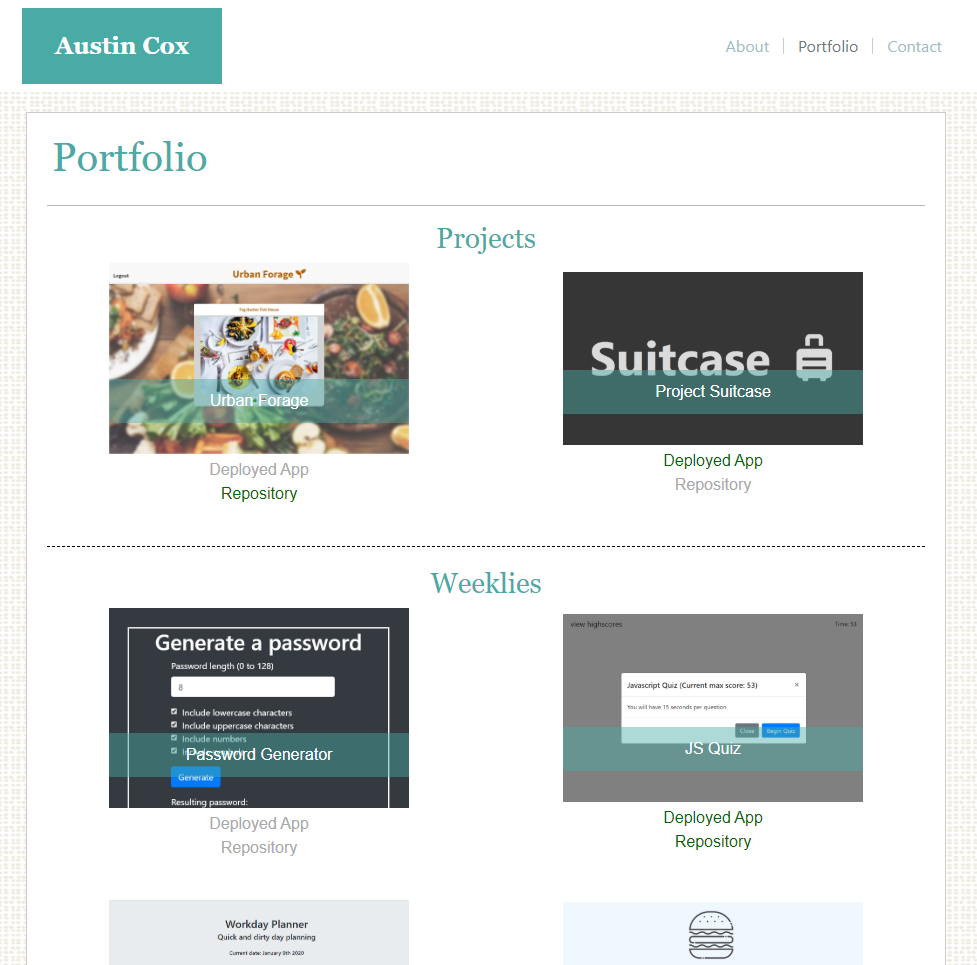 Austin Cox
About
Portfolio
Contact
Portfolio
Projects
Logout
Urban Forage
Urban Forage
Deployed App
Repository
Suitcase
Project Suitcase
Deployed App
Repository
Weeklies
Generate a password
Password length (0 to 128)
8
Include lowercase characters
Include uppercase characters
Include numbers
Password Generator
Generate
Resulting password:
Deployed App
Repository
view highscores
Time: 53
Javascript Quiz (Current max score: 53)
×
You will have 15 seconds per question
Close
Begin Quiz
JS Quiz
Deployed App
Repository
Workday Planner
Quick and dirty day planning
Current date: January 9th 2020